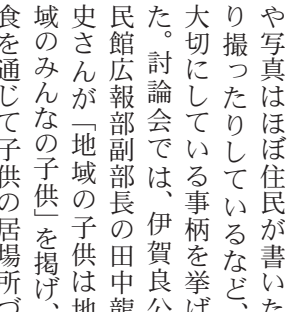 や写真はほぼ住民が書いた
り撮ったりしているなど、
大切にしている事柄を挙げ
た。討論会では、伊賀良公
民館広報部副部長の田中龍
史さんが「地域の子供は地
域のみんなの子供」を掲げ、
食を通じて子供の居場所づ